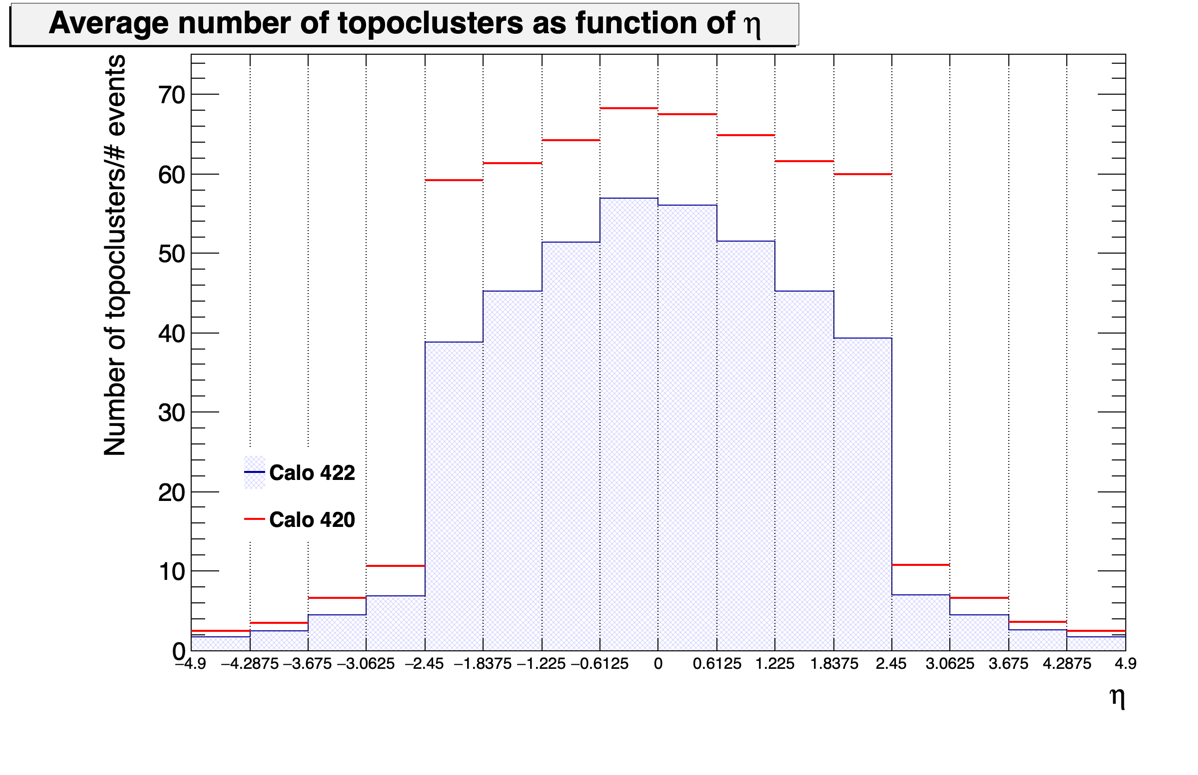 Average number of topoclusters as function of η
Number of topoclusters/# events
70
60
50
40
30
20
10
0
Calo 422
Calo 420
−4.9 −4.2875 −3.675 −3.0625 −2.45 −1.8375 −1.225 −0.6125 0 0.6125 1.225 1.8375 2.45 3.0625 3.675 4.2875 4.9
η